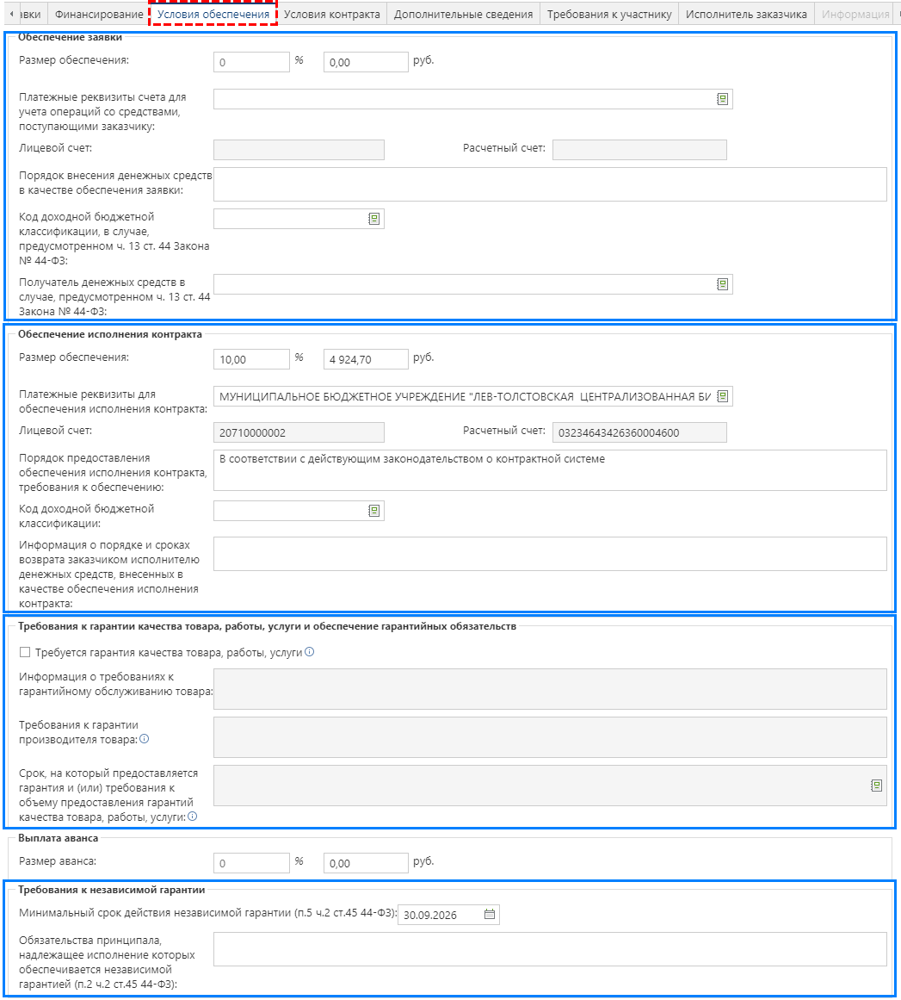 авки Финансирование Условия обеспечения Условия контракта Дополнительные сведения Требования к участнику Исполнитель заказчика Информация
Обеспечение заявки
Размер обеспечения: 0 % 0,00 руб.
Платежные реквизиты счета для
учета операций со средствами,
поступающими заказчику:
Лицевой счет: Расчетный счет:
Порядок внесения денежных средств
в качестве обеспечения заявки:
Код доходной бюджетной
классификации, в случае,
предусмотренном ч. 13 ст. 44 Закона
№ 44-ФЗ:
Получатель денежных средств в
случае, предусмотренном ч. 13 ст. 44
Закона № 44-ФЗ:
Обеспечение исполнения контракта
Размер обеспечения: 10,00 % 4 924,70 руб.
Платежные реквизиты для
обеспечения исполнения контракта: МУНИЦИПАЛЬНОЕ БЮДЖЕТНОЕ УЧРЕЖДЕНИЕ "ЛЕВ-ТОЛСТОВСКАЯ ЦЕНТРАЛИЗОВАННАЯ БИ
Лицевой счет: 20710000002 Расчетный счет: 03234643426360004600
Порядок предоставления
обеспечения исполнения контракта,
требования к обеспечению:
В соответствии с действующим законодательством о контрактной системе
Код доходной бюджетной
классификации:
Информация о порядке и сроках
возврата заказчиком исполнителю
денежных средств, внесенных в
качестве обеспечения исполнения
контракта:
Требования к гарантии качества товара, работы, услуги и обеспечение гарантийных обязательств
Требуется гарантия качества товара, работы, услуги
Информация о требованиях к
гарантийному обслуживанию товара:
Требования к гарантии
производителя товара:
Срок, на который предоставляется
гарантия и (или) требования к
объему предоставления гарантий
качества товара, работы, услуги:
Выплата аванса
Размер аванса: 0 % 0,00 руб.
Требования к независимой гарантии
Минимальный срок действия независимой гарантии (п.5 ч.2 ст.45 44-ФЗ): 30.09.2026
Обязательства принципала,
надлежащее исполнение которых
обеспечивается независимой
гарантией (п.2 ч.2 ст.45 44-ФЗ):